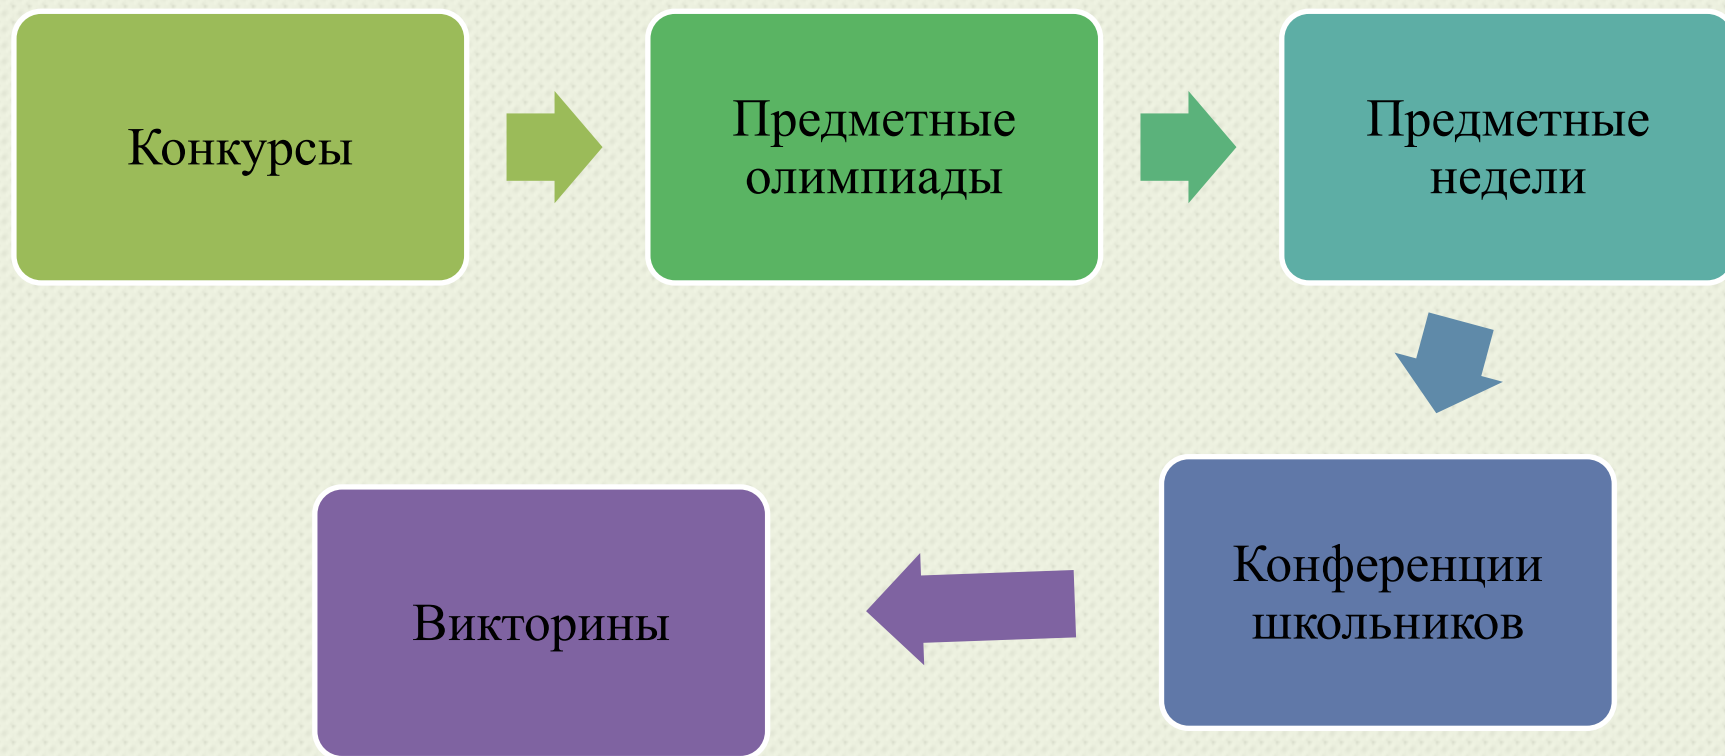 Конкурсы
Предметные
олимпиады
Предметные
недели
Конференции
школьников
Викторины